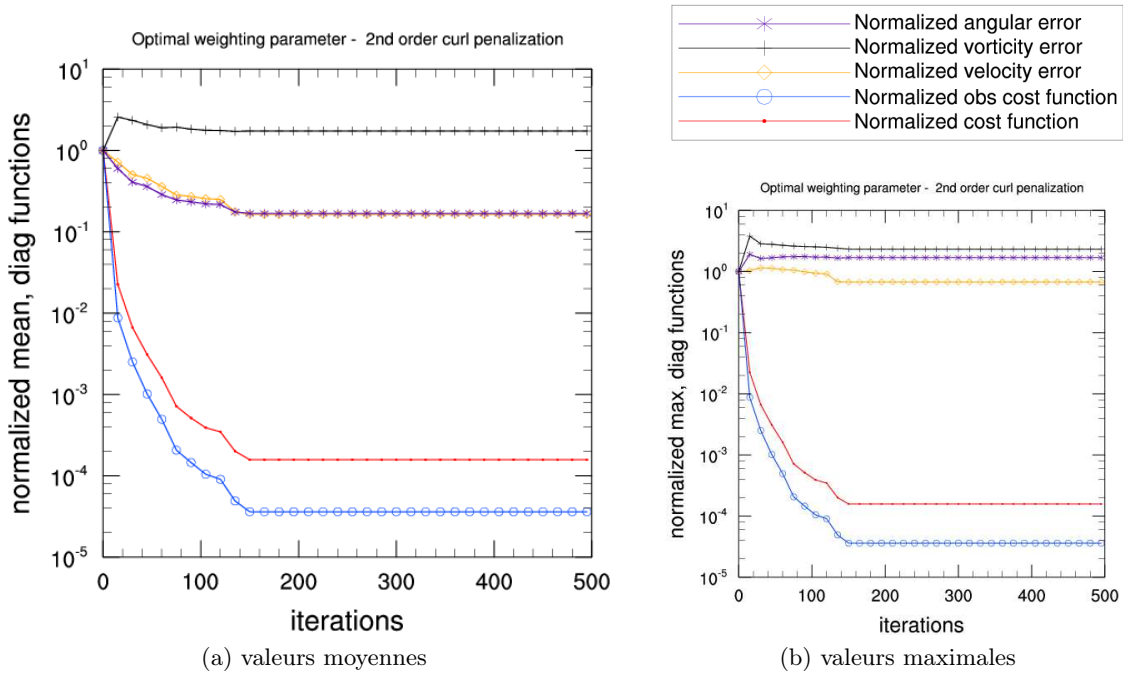 Normalized angular error
Normalized vorticity error
Normalized velocity error
Normalized obs cost function
Normalized cost function
Optimal weighting parameter - 2nd order curl penalization
normalized mean, diag functions
10^1
10^0
10^-1
10^-2
10^-3
10^-4
10^-5
0 100 200 300 400 500
iterations
(a) valeurs moyennes
Optimal weighting parameter - 2nd order curl penalization
normalized max, diag functions
10^1
10^0
10^-1
10^-2
10^-3
10^-4
10^-5
0 100 200 300 400 500
iterations
(b) valeurs maximales